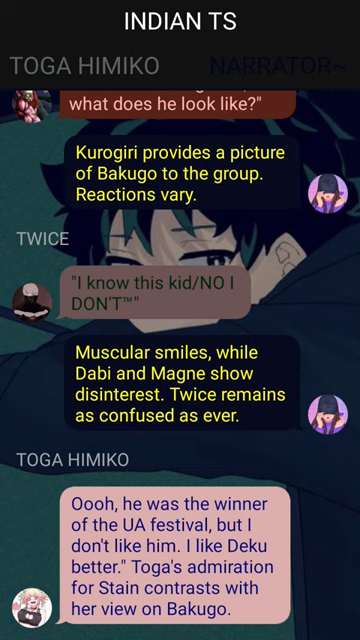 INDIAN TS
TOGA HIMIKO
NARRATOR~
what does he look like?"
Kurogiri provides a picture
of Bakugo to the group.
Reactions vary.
TWICE
"I know this kid/NO I
DON'T™"
Muscular smiles, while
Dabi and Magne show
disinterest. Twice remains
as confused as ever.
TOGA HIMIKO
Oooh, he was the winner
of the UA festival, but I
don't like him. I like Deku
better." Toga's admiration
for Stain contrasts with
her view on Bakugo.